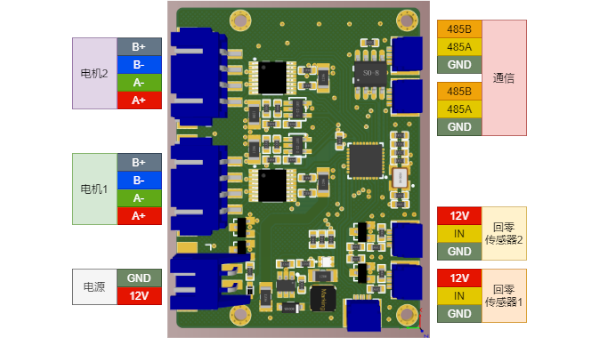 电机2
B+
B-
A-
A+
电机1
B+
B-
A-
A+
电源
GND
12V
SO-8
485B
485A
GND
485B
485A
GND
通信
12V
IN
GND
回零
传感器2
12V
IN
GND
回零
传感器1